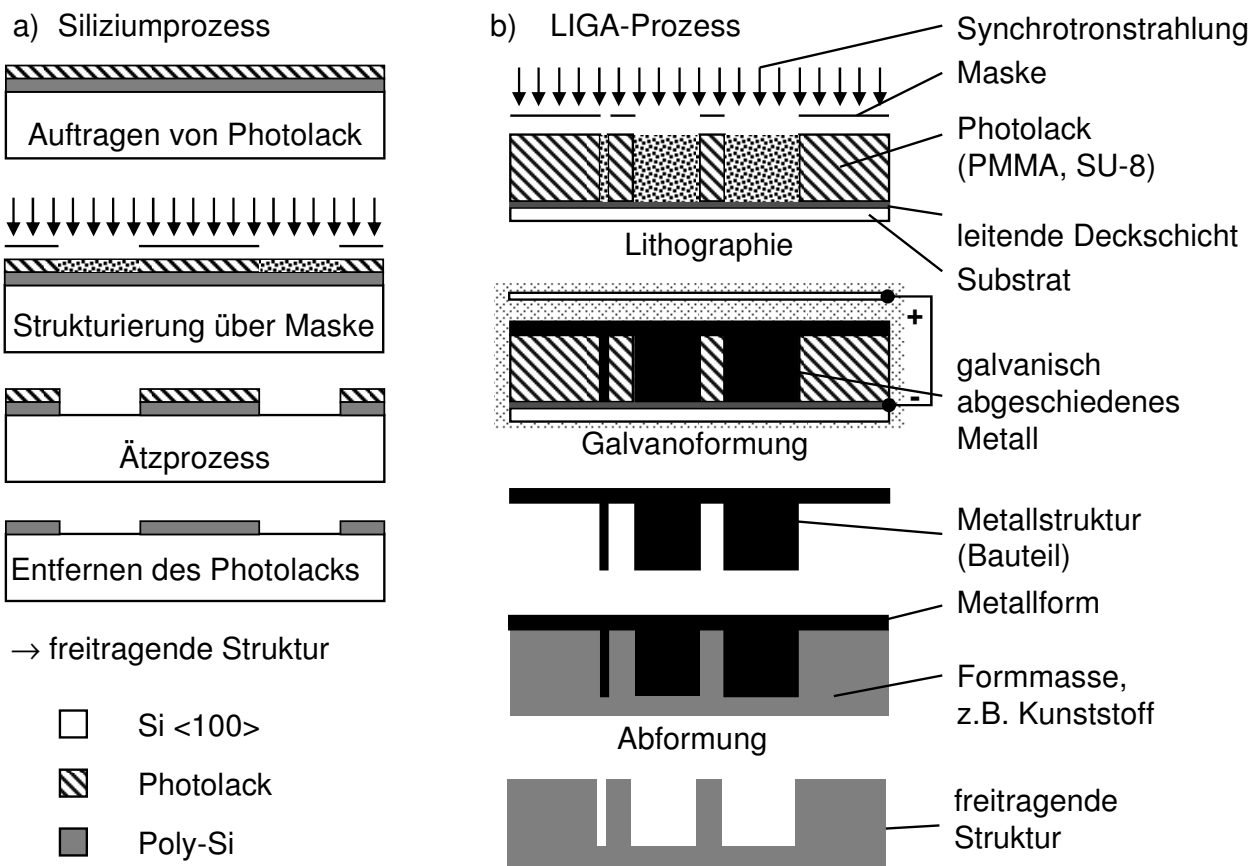 a) Siliziumprozess
Auftragen von Photolack
Strukturierung über Maske
Ätzprozess
Entfernen des Photolacks
→ freitragende Struktur
Si <100>
Photolack
Poly-Si
b) LIGA-Prozess
Synchrotronstrahlung
Maske
Photolack
(PMMA, SU-8)
leitende Deckschicht
Lithographie
Substrat
+
-
galvanisch
abgeschiedenes
Metall
Galvanoformung
Metallstruktur
(Bauteil)
Metallform
Formmasse,
z.B. Kunststoff
Abformung
freitragende
Struktur